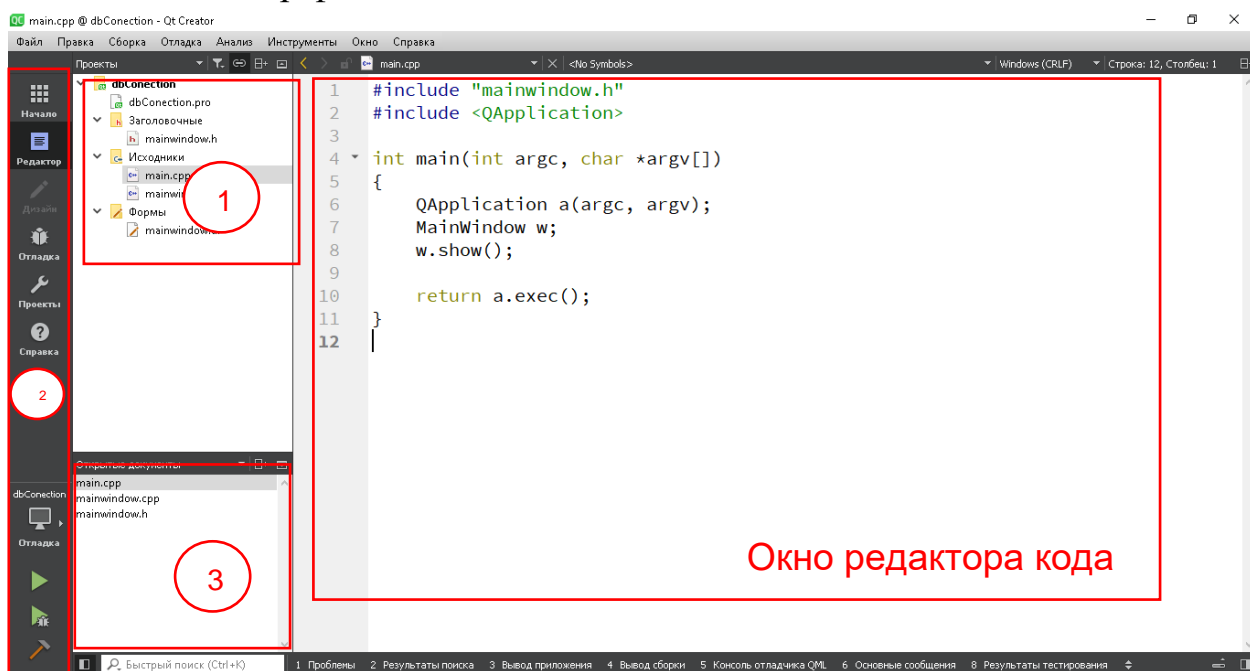 main.cpp @ dbConection - Qt Creator
Файл Правка Сборка Отладка Анализ Инструменты Окно Справка
Проекты
main.cpp
<No Symbols>
Windows (CRLF)
Строка: 12, Столбец: 1
Начало
Редактор
Дизайн
Отладка
Проекты
Справка
2
dbConection
dbConection.pro
Заголовочные
mainwindow.h
Исходники
main.cpp
Формы
1
1 #include "mainwindow.h"
2 #include <QApplication>
3
4 int main(int argc, char *argv[])
5 {
6 QApplication a(argc, argv);
7 MainWindow w;
8 w.show();
9
10 return a.exec();
11 }
12
Окно редактора кода
Открытые документы
main.cpp
mainwindow.cpp
mainwindow.h
3
dbConection
Отладка
Быстрый поиск (Ctrl+K)
1 Проблемы 2 Результаты поиска 3 Вывод приложения 4 Вывод сборки 5 Консоль отладчика QML 6 Основные сообщения 8 Результаты тестирования